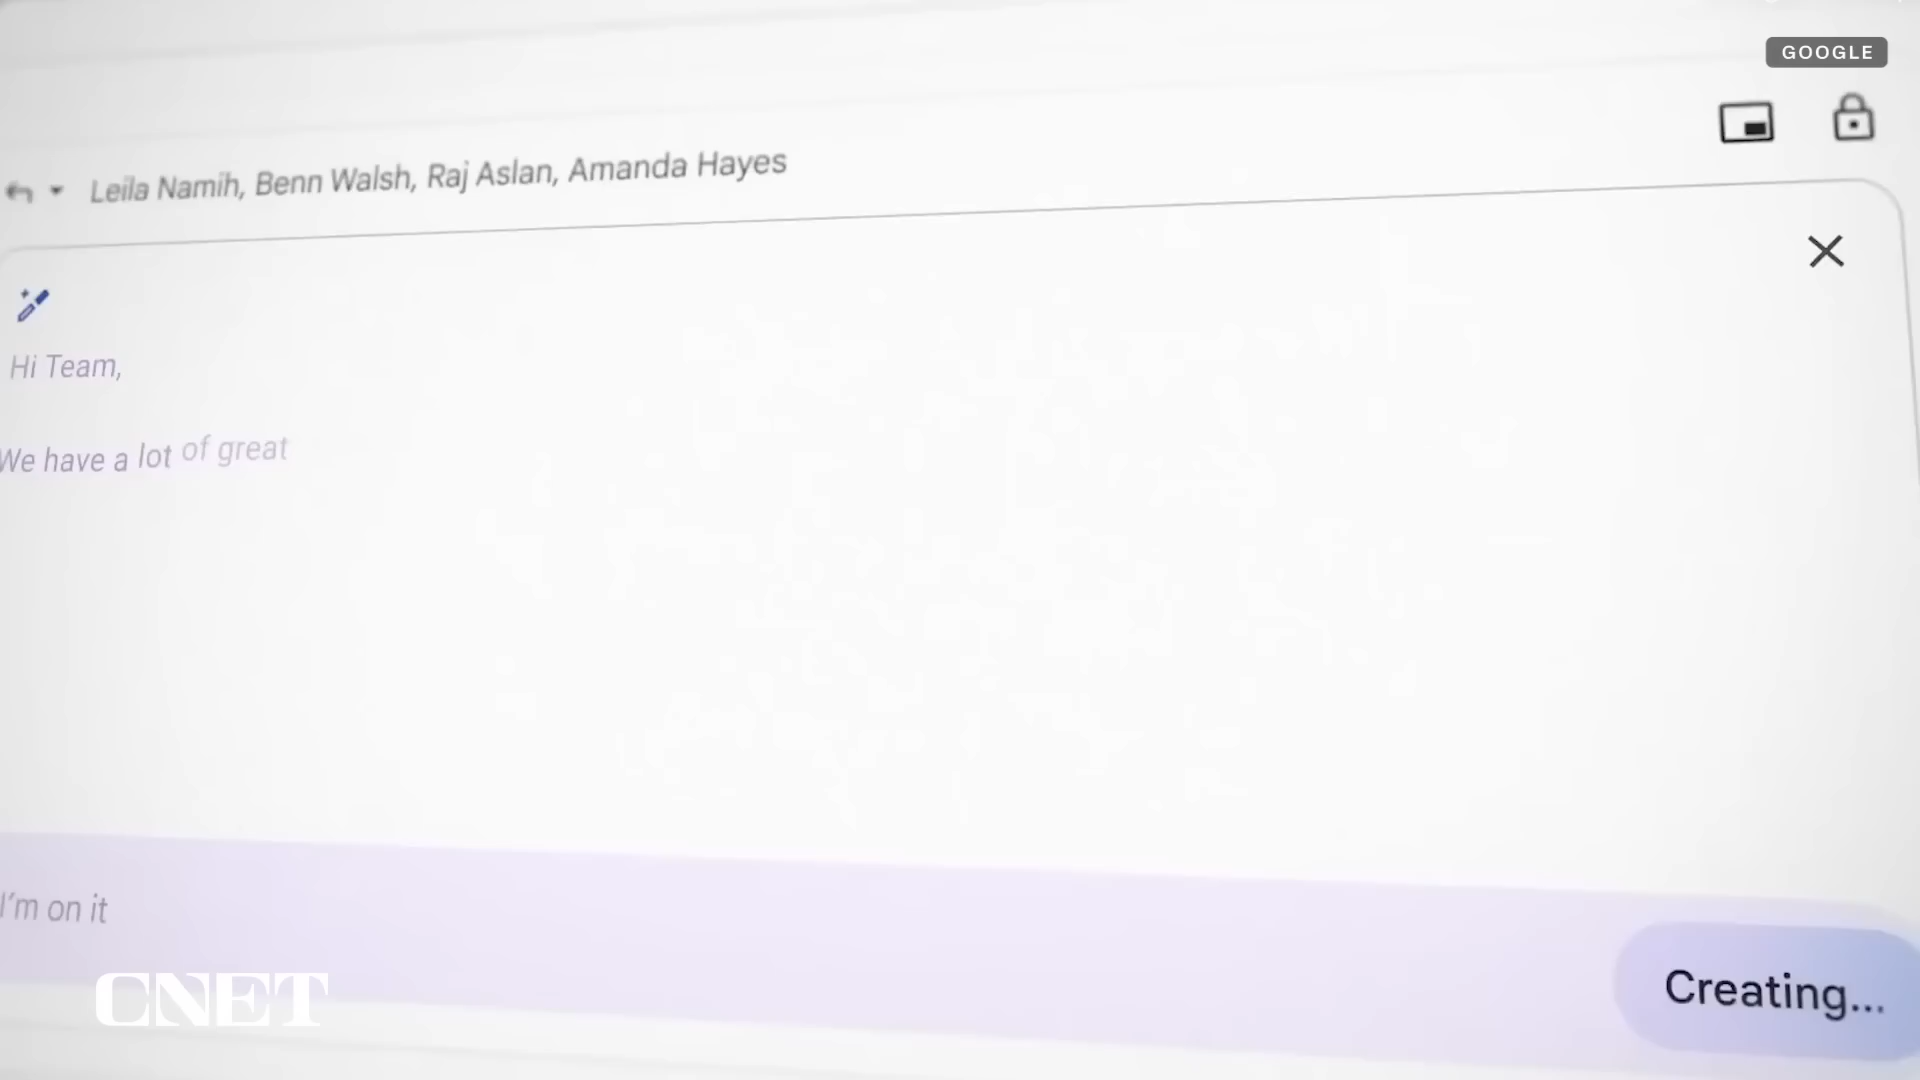 GOOGLE
Leila Namih, Benn Walsh, Raj Aslan, Amanda Hayes
Hi Team,
We have a lot of great
I'm on it
Creating...
CNET